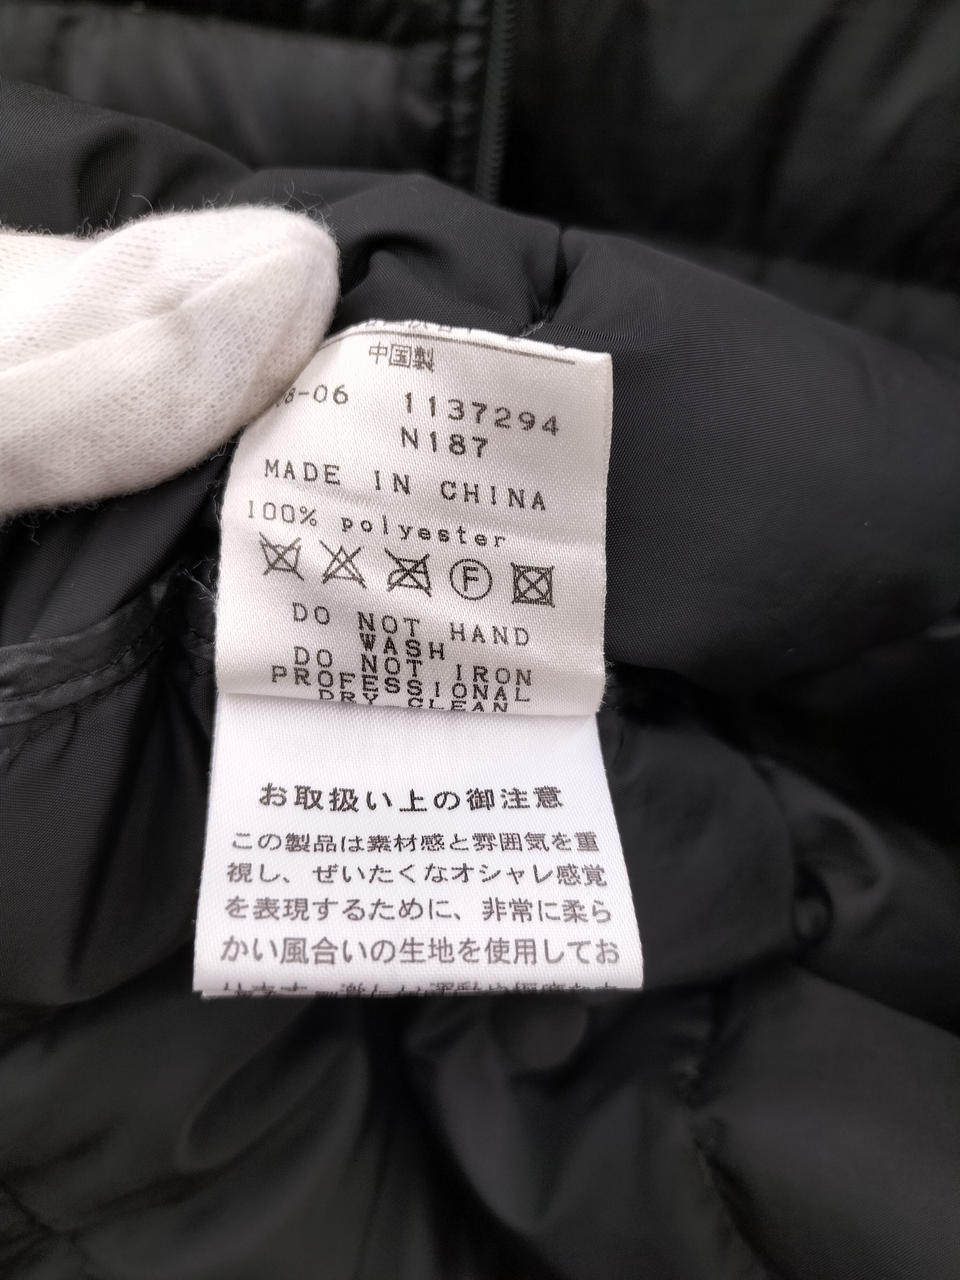 中国製
8-06 1137294
N187
MADE IN CHINA
100% polyester
F
DO NOT HAND
WASH
DO NOT IRON
PROFESSIONAL
DRY CLEAN
お取扱い上の御注意
この製品は素材感と雰囲気を重
視し、ぜいたくなオシャレ感覚
を表現するために、非常に柔ら
かい風合いの生地を使用してお